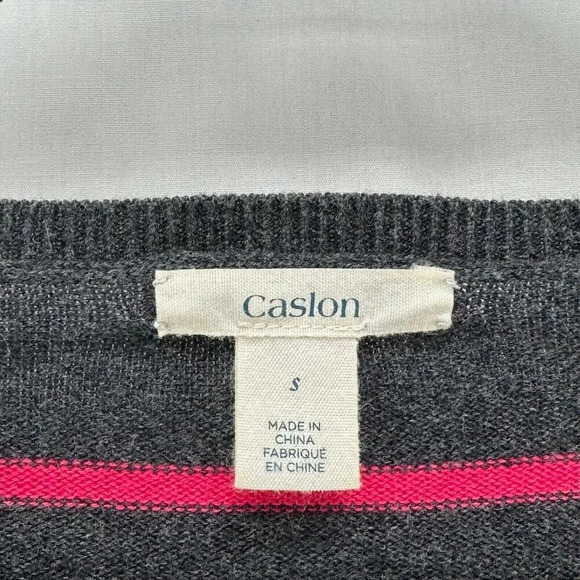 Caslon
S
MADE IN
CHINA
FABRIQUÉ
EN CHINE